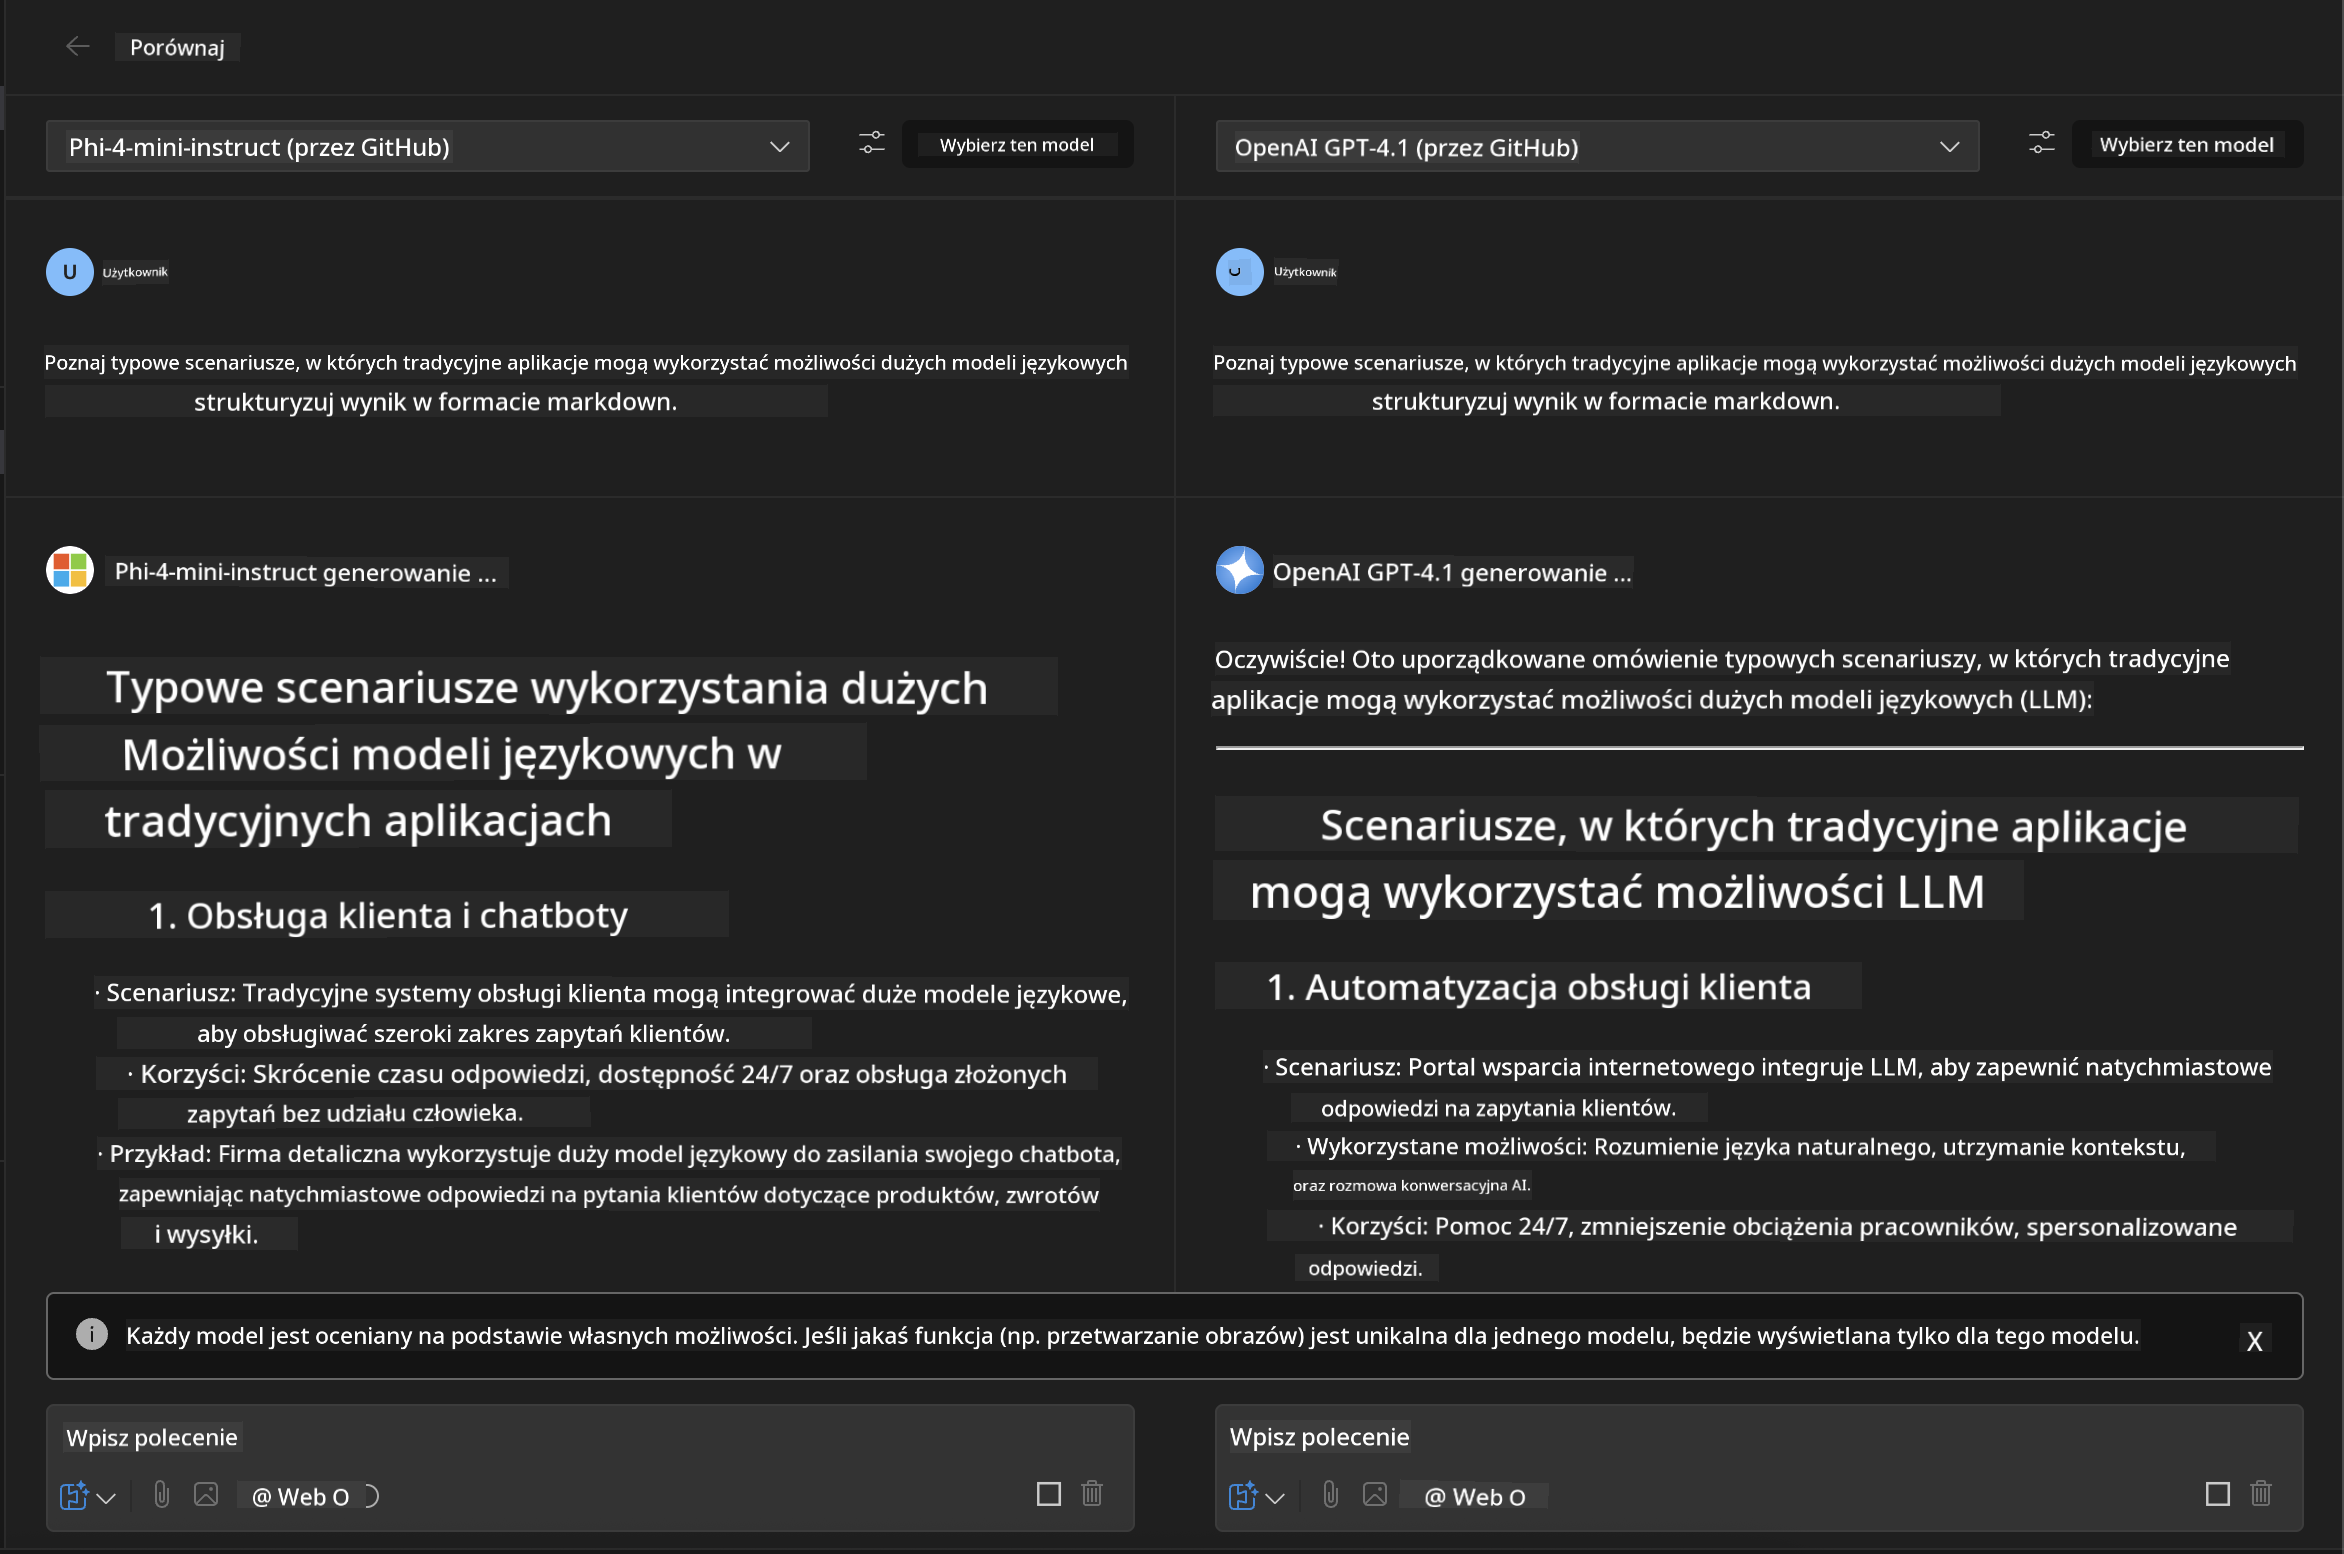 Porównaj
Phi-4-mini-instruct (przez GitHub)
Wybierz ten model
U
Użytkownik
Poznaj typowe scenariusze, w których tradycyjne aplikacje mogą wykorzystać możliwości dużych modeli językowych
strukturyzuj wynik w formacie markdown.
Phi-4-mini-instruct generowanie ...
Typowe scenariusze wykorzystania dużych
Możliwości modeli językowych w
tradycyjnych aplikacjach
1. Obsługa klienta i chatboty
· Scenariusz: Tradycyjne systemy obsługi klienta mogą integrować duże modele językowe,
aby obsługiwać szeroki zakres zapytań klientów.
· Korzyści: Skrócenie czasu odpowiedzi, dostępność 24/7 oraz obsługa złożonych
zapytań bez udziału człowieka.
· Przykład: Firma detaliczna wykorzystuje duży model językowy do zasilania swojego chatbota,
zapewniając natychmiastowe odpowiedzi na pytania klientów dotyczące produktów, zwrotów
i wysyłki.
OpenAI GPT-4.1 (przez GitHub)
Wybierz ten model
U
Użytkownik
Poznaj typowe scenariusze, w których tradycyjne aplikacje mogą wykorzystać możliwości dużych modeli językowych
strukturyzuj wynik w formacie markdown.
OpenAI GPT-4.1 generowanie ...
Oczywiście! Oto uporządkowane omówienie typowych scenariuszy, w których tradycyjne
aplikacje mogą wykorzystać możliwości dużych modeli językowych (LLM):
Scenariusze, w których tradycyjne aplikacje
mogą wykorzystać możliwości LLM
1. Automatyzacja obsługi klienta
· Scenariusz: Portal wsparcia internetowego integruje LLM, aby zapewnić natychmiastowe
odpowiedzi na zapytania klientów.
· Wykorzystane możliwości: Rozumienie języka naturalnego, utrzymanie kontekstu,
oraz rozmowa konwersacyjna AI.
· Korzyści: Pomoc 24/7, zmniejszenie obciążenia pracowników, spersonalizowane
odpowiedzi.
Każdy model jest oceniany na podstawie własnych możliwości. Jeśli jakaś funkcja (np. przetwarzanie obrazów) jest unikalna dla jednego modelu, będzie wyświetlana tylko dla tego modelu.
X
Wpisz polecenie
@ Web O
Wpisz polecenie
@ Web O